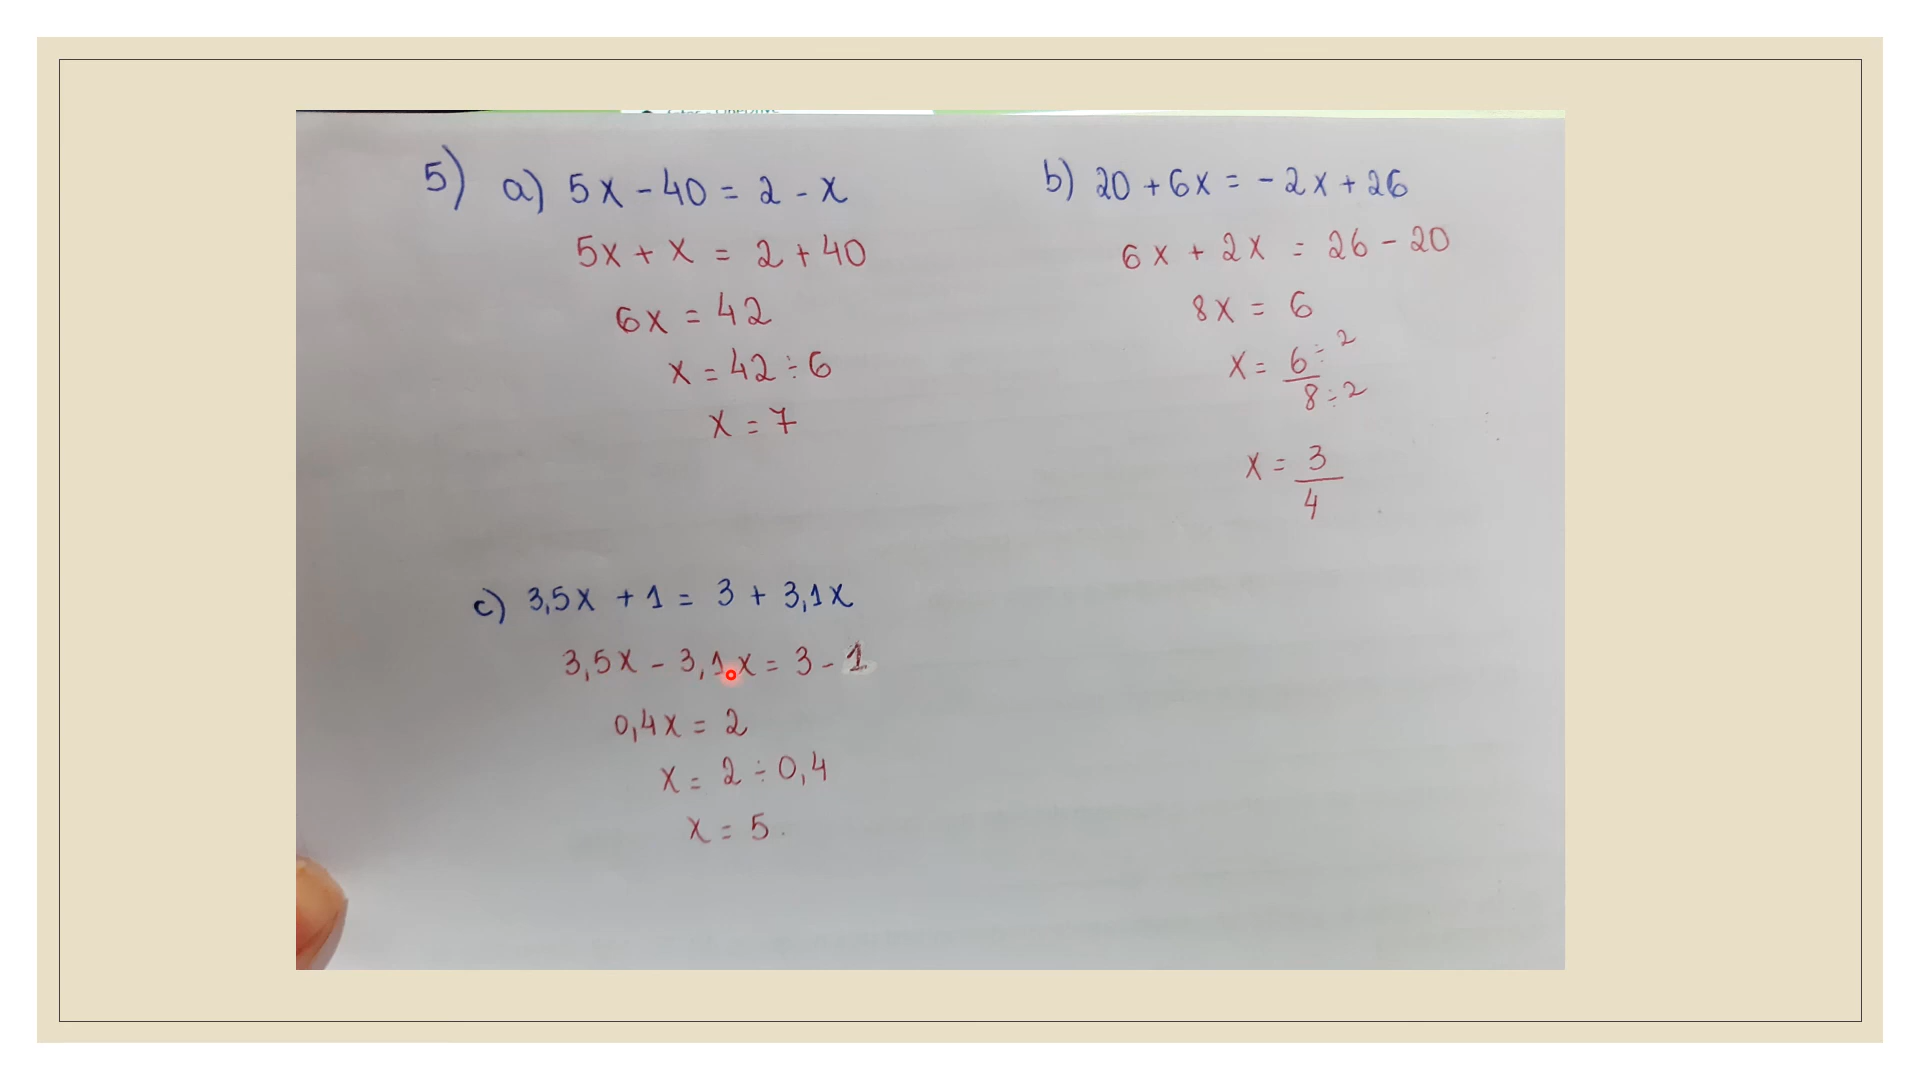 5) a) 5x - 40 = 2 - x
5x + x = 2 + 40
6x = 42
x = 42 ÷ 6
x = 7
b) 20 + 6x = - 2x + 26
6x + 2x = 26 - 20
8x = 6
x = 6 ÷ 2
8 ÷ 2
x = 3
4
c) 3,5x + 1 = 3 + 3,1x
3,5x - 3,1x = 3 - 1
0,4x = 2
x = 2 ÷ 0,4
x = 5.